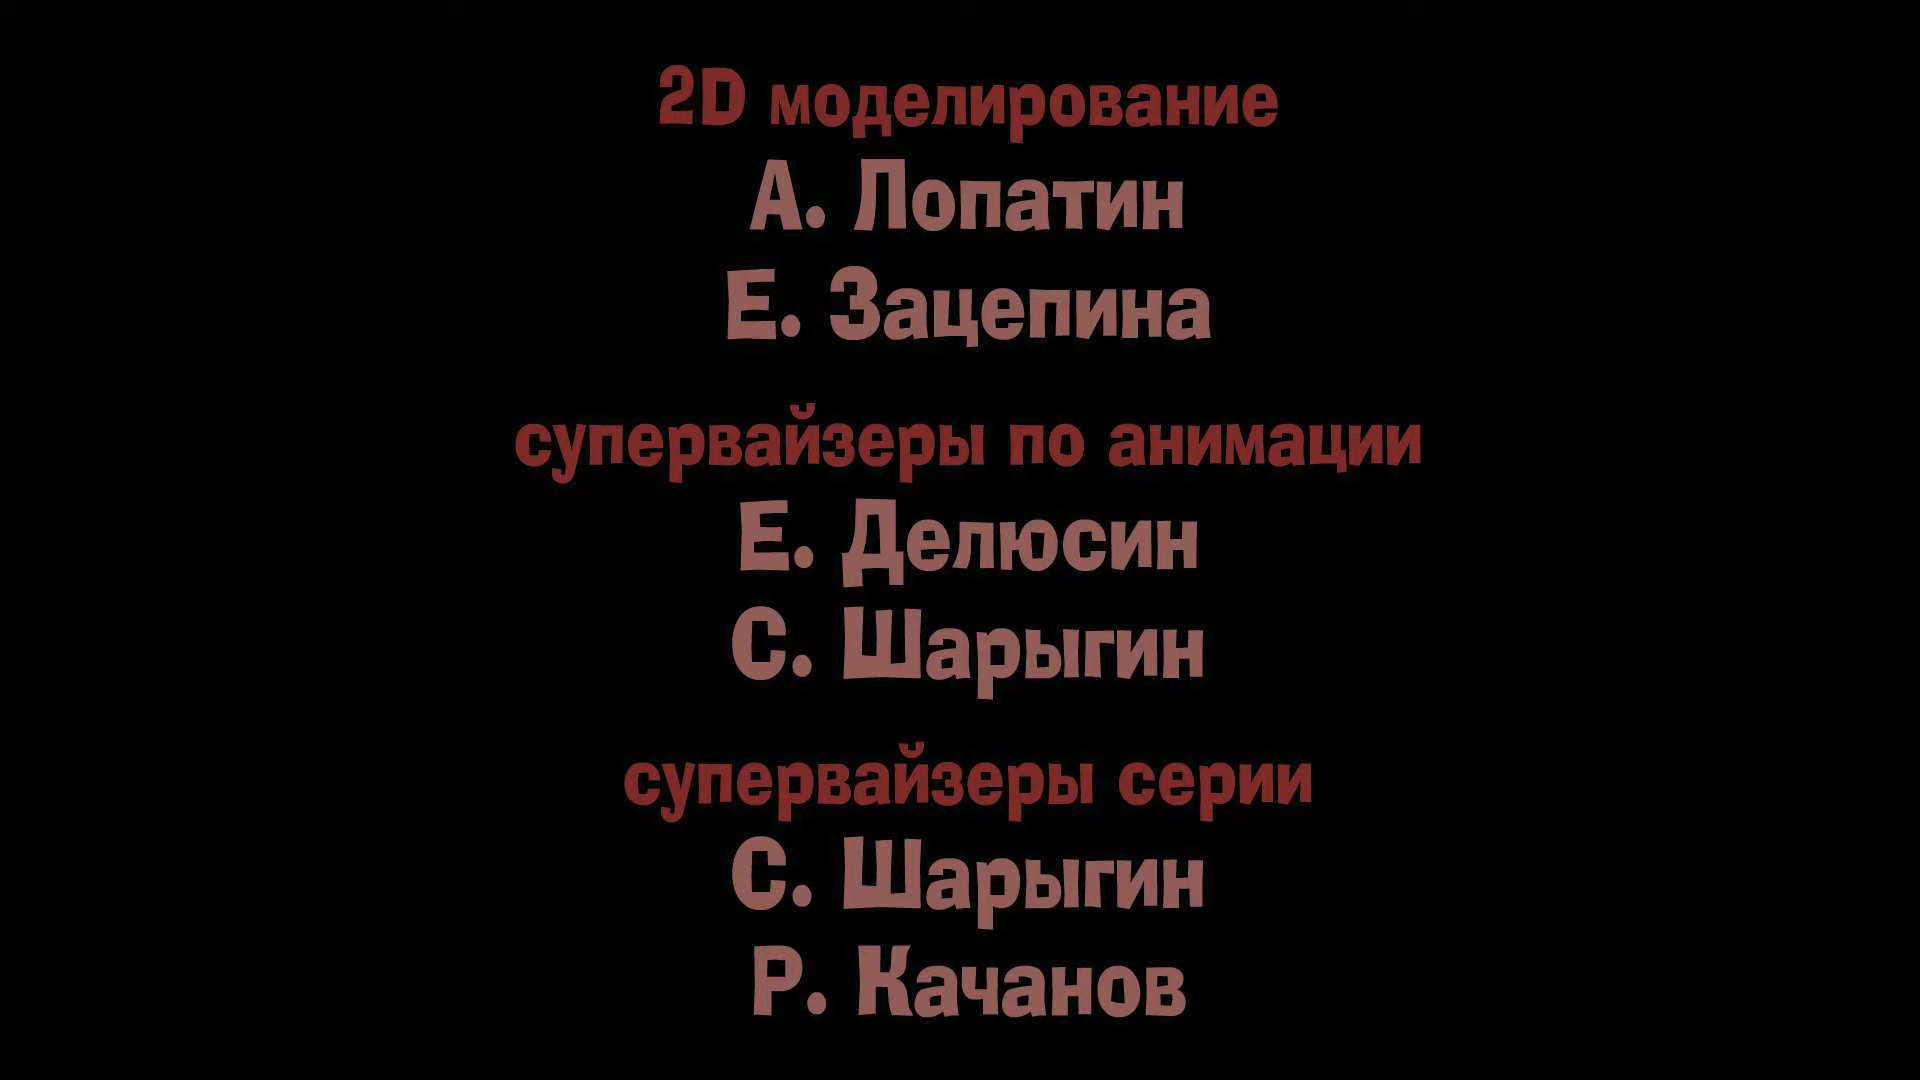 2D моделирование
А. Лопатин
Е. Зацепина
супервайзеры по анимации
Е. Делюсин
С. Шарыгин
супервайзеры серии
С. Шарыгин
Р. Качанов